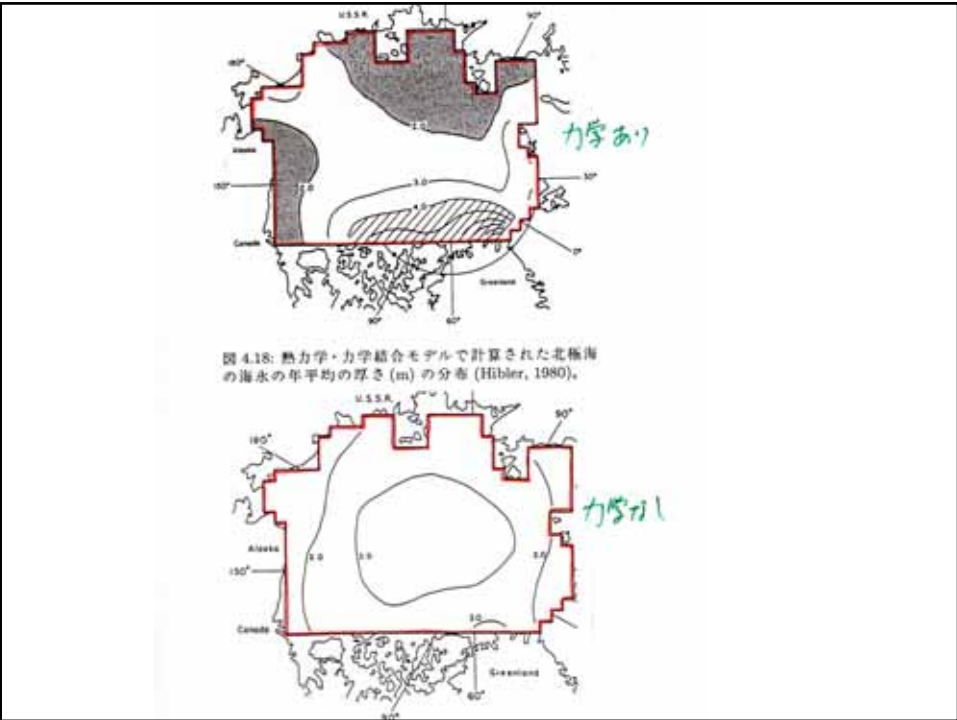 U.S.S.R.
90°
180°
2.0
力学あり
Alaska
150°
2.0
3.0
30°
4.0
Canada
0°
Greenland
90°
60°
図 4.18: 熱力学・力学結合モデルで計算された北極海
の海氷の年平均の厚さ (m) の分布 (Hibler, 1980)。
U.S.S.R.
90°
180°
力学なし
Alaska
3.0
3.0
150°
3.0
Canada
Greenland
60°
90°